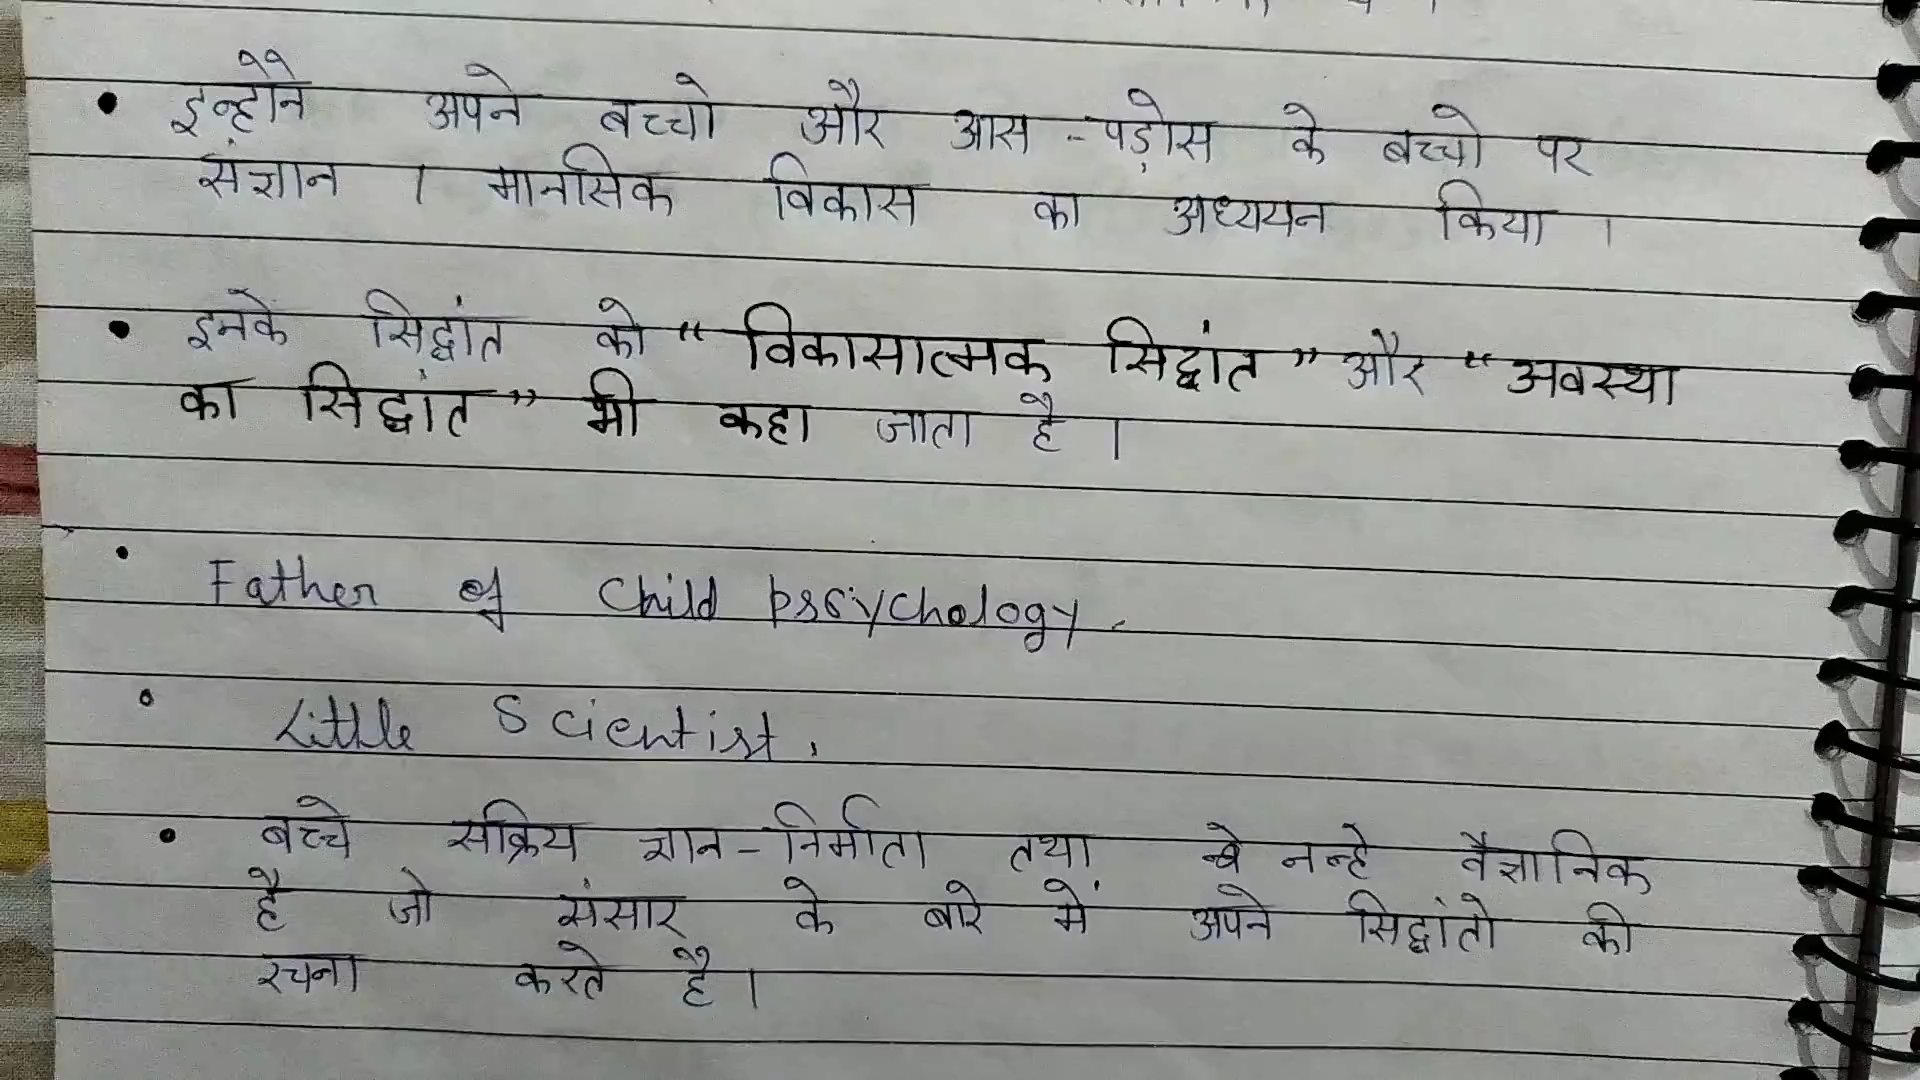 • इन्होने अपने बच्चो और आस-पड़ोस के बच्चो पर
संज्ञान / मानसिक विकास का अध्ययन किया ।
• इनके सिद्धांत को "विकासात्मक सिद्धांत" और "अवस्था
का सिद्धांत" भी कहा जाता है ।
• Father of Child psychology.
• Little Scientist.
• बच्चे सक्रिय ज्ञान-निर्माता तथा नन्हे वैज्ञानिक
है जो संसार के बारे में अपने सिद्धांतो की
रचना करते है ।